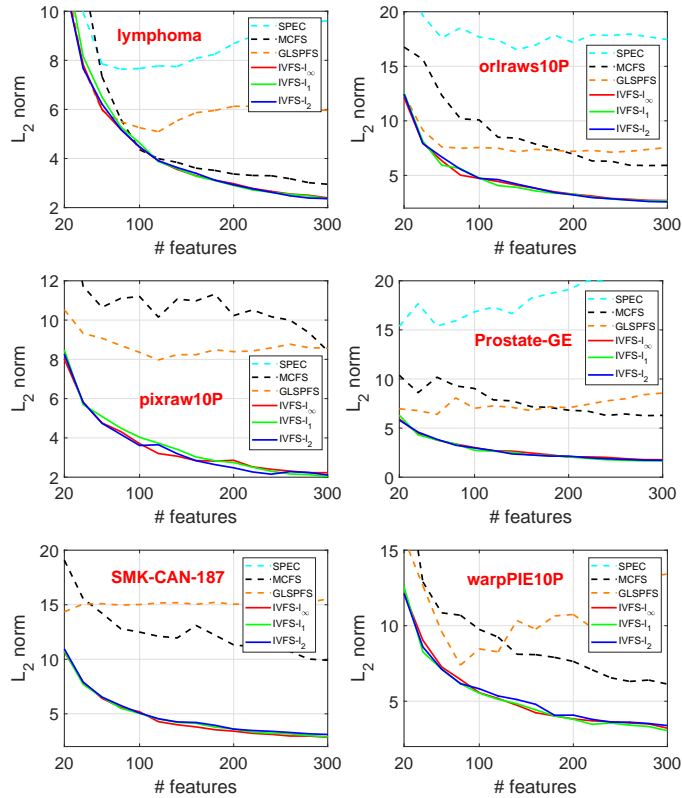 lymphoma
SPEC
MCFS
GLSPFS
IVFS-l∞
IVFS-l1
IVFS-l2
L2 norm
10
8
6
4
2
20 100 200 300
# features
orlraws10P
SPEC
MCFS
GLSPFS
IVFS-l∞
IVFS-l1
IVFS-l2
L2 norm
20
15
10
5
20 100 200 300
# features
pixraw10P
SPEC
MCFS
GLSPFS
IVFS-l∞
IVFS-l1
IVFS-l2
L2 norm
12
10
8
6
4
2
20 100 200 300
# features
Prostate-GE
SPEC
MCFS
GLSPFS
IVFS-l∞
IVFS-l1
IVFS-l2
L2 norm
20
15
10
5
0
20 100 200 300
# features
SMK-CAN-187
SPEC
MCFS
GLSPFS
IVFS-l∞
IVFS-l1
IVFS-l2
L2 norm
20
15
10
5
20 100 200 300
# features
warpPIE10P
SPEC
MCFS
GLSPFS
IVFS-l∞
IVFS-l1
IVFS-l2
L2 norm
15
10
5
20 100 200 300
# features